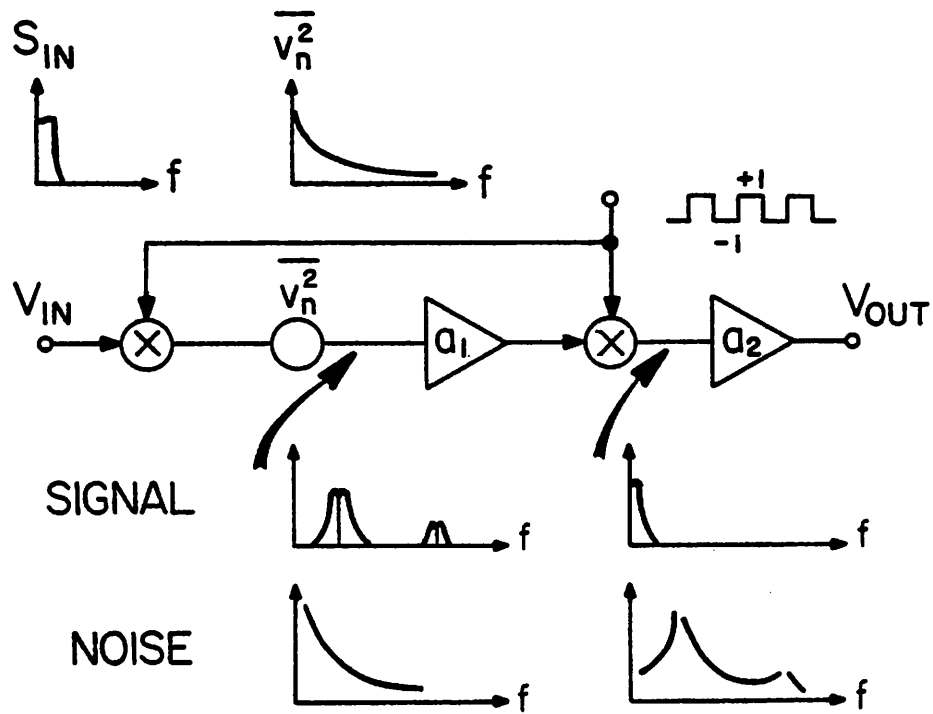 S_IN
v_n^2
f
f
+1
-1
V_IN
v_n^2
a_1
V_OUT
a_2
SIGNAL
f
f
NOISE
f
f